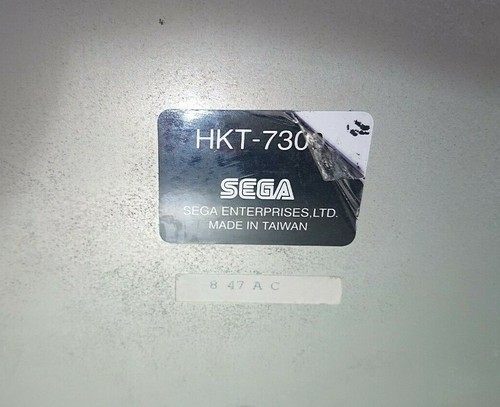 HKT-730
SEGA
SEGA ENTERPRISES,LTD.
MADE IN TAIWAN
8 47 A C